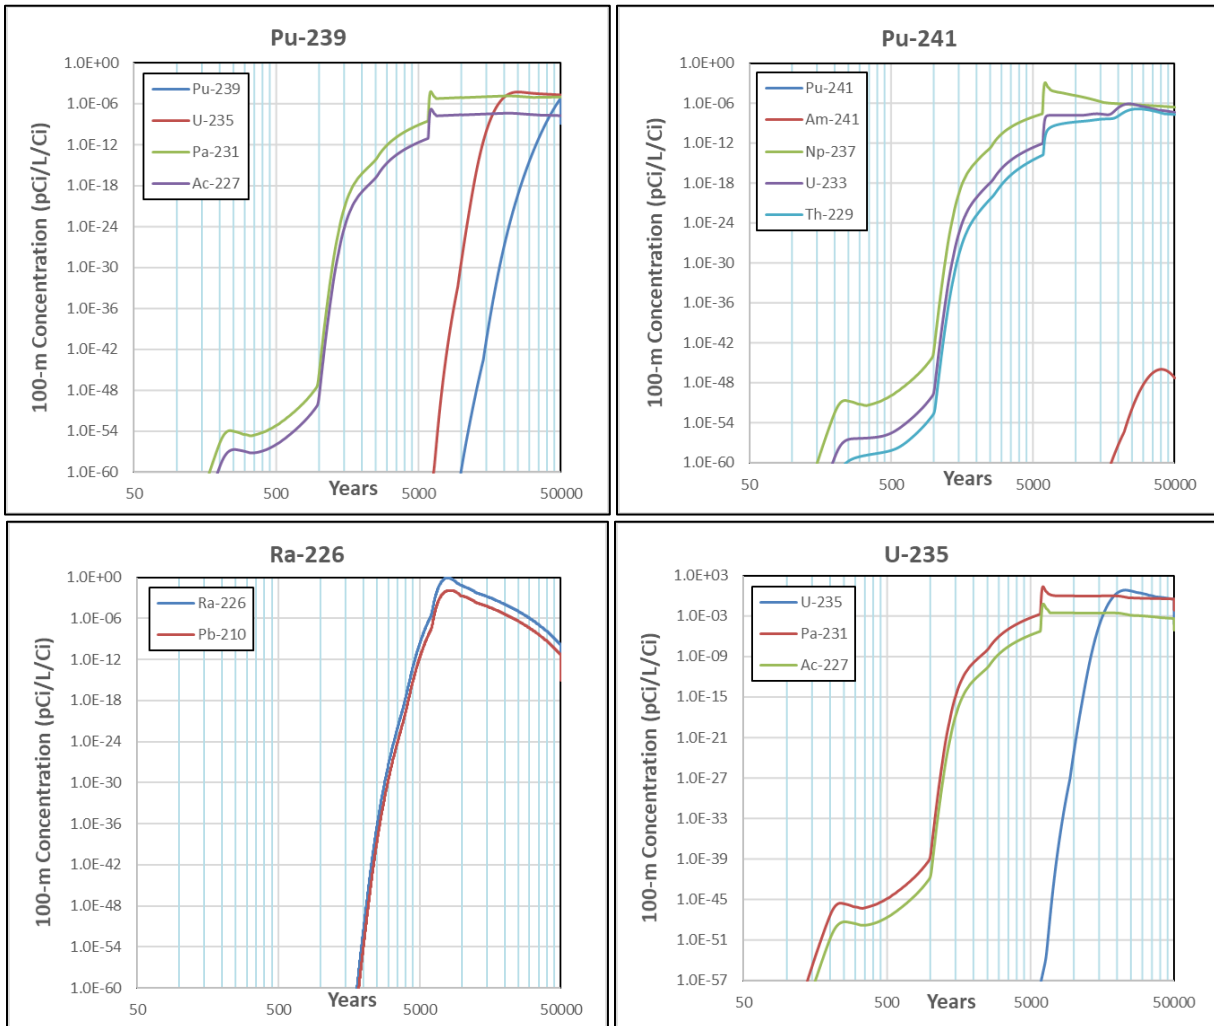 Pu-239
100-m Concentration (pCi/L/Ci)
1.0E+00
1.0E-06
1.0E-12
1.0E-18
1.0E-24
1.0E-30
1.0E-36
1.0E-42
1.0E-48
1.0E-54
1.0E-60
Pu-239
U-235
Pa-231
Ac-227
50
500
5000
50000
Years
Pu-241
100-m Concentration (pCi/L/Ci)
1.0E+00
1.0E-06
1.0E-12
1.0E-18
1.0E-24
1.0E-30
1.0E-36
1.0E-42
1.0E-48
1.0E-54
1.0E-60
Pu-241
Am-241
Np-237
U-233
Th-229
50
500
5000
50000
Years
Ra-226
100-m Concentration (pCi/L/Ci)
1.0E+00
1.0E-06
1.0E-12
1.0E-18
1.0E-24
1.0E-30
1.0E-36
1.0E-42
1.0E-48
1.0E-54
1.0E-60
Ra-226
Pb-210
50
500
5000
50000
Years
U-235
100-m Concentration (pCi/L/Ci)
1.0E+03
1.0E-03
1.0E-09
1.0E-15
1.0E-21
1.0E-27
1.0E-33
1.0E-39
1.0E-45
1.0E-51
1.0E-57
U-235
Pa-231
Ac-227
50
500
5000
50000
Years